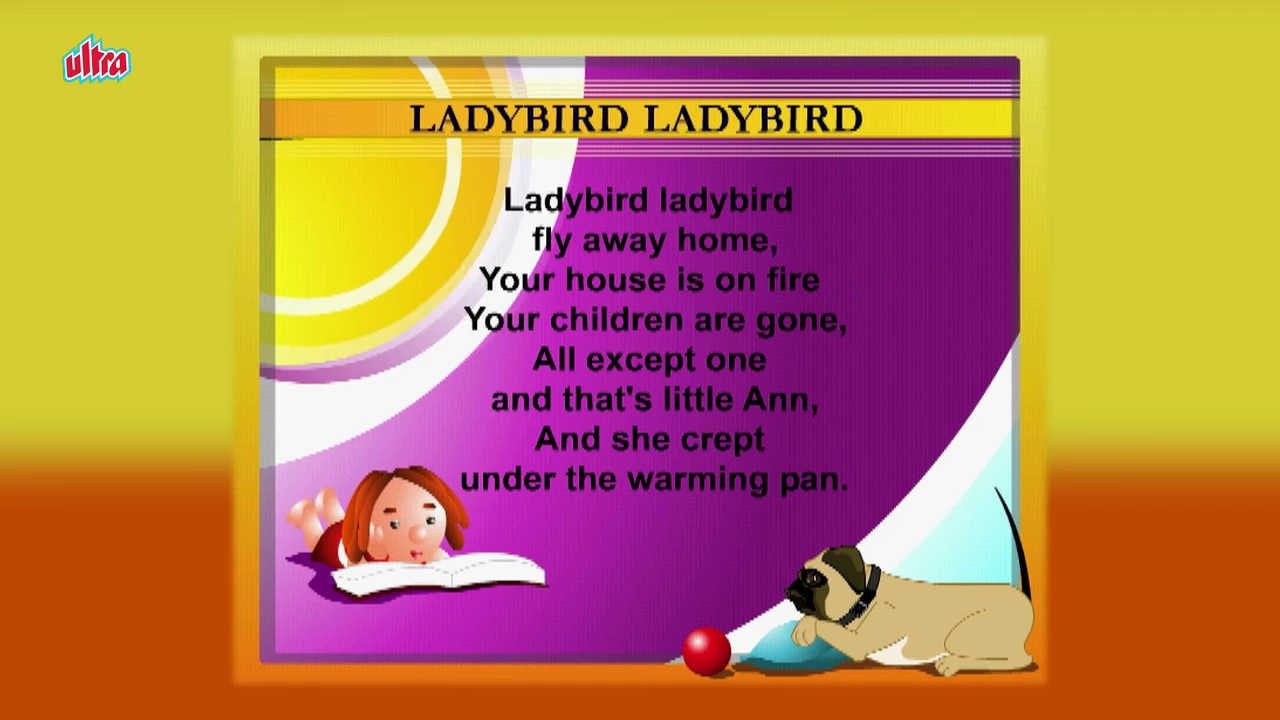 ultra
LADYBIRD LADYBIRD
Ladybird ladybird
fly away home,
Your house is on fire
Your children are gone,
All except one
and that's little Ann,
And she crept
under the warming pan.